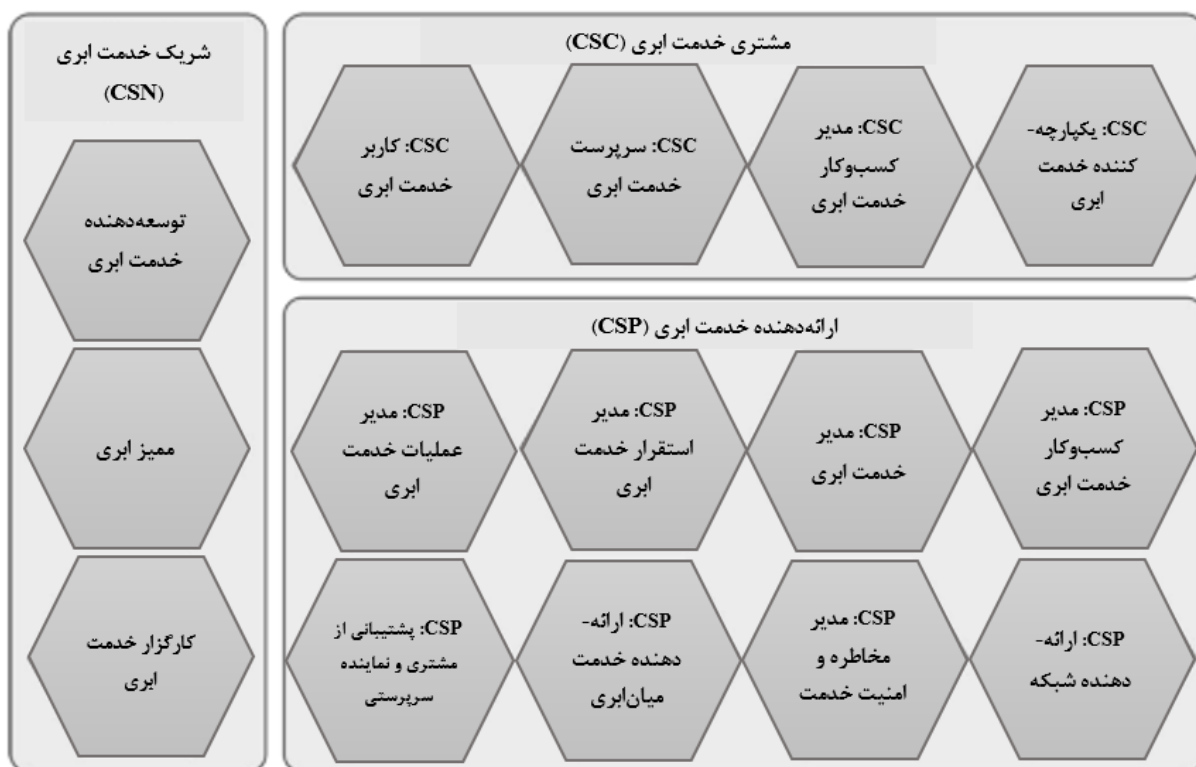 مشتری خدمت ابری (CSC)
CSC: یکپارچه-
کننده خدمت
ابری
CSC: مدیر
کسب‌وکار
خدمت ابری
CSC: سرپرست
خدمت ابری
CSC: کاربر
خدمت ابری
شریک خدمت ابری
(CSN)
توسعه‌دهنده
خدمت ابری
ممیز ابری
کارگزار خدمت
ابری
ارائه‌دهنده خدمت ابری (CSP)
CSP: مدیر
کسب‌وکار
خدمت ابری
CSP: مدیر
خدمت ابری
CSP: مدیر
استقرار خدمت
ابری
CSP: مدیر
عملیات خدمت
ابری
CSP: ارائه-
دهنده شبکه
CSP: مدیر
مخاطره و
امنیت خدمت
CSP: ارائه-
دهنده خدمت
میان‌ابری
CSP: پشتیبانی از
مشتری و نماینده
سرپرستی